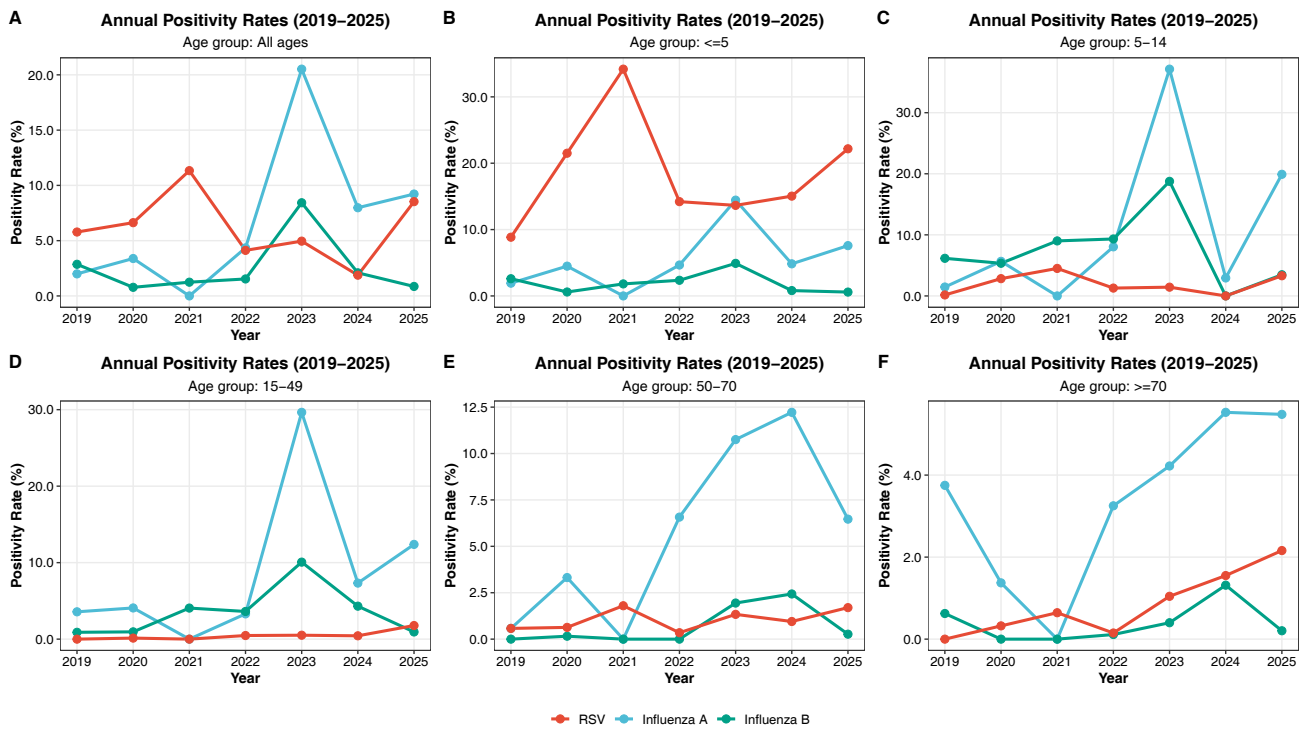 A
Annual Positivity Rates (2019−2025)
Age group: All ages
Positivity Rate (%)
20.0
15.0
10.0
5.0
0.0
2019 2020 2021 2022 2023 2024 2025
Year
B
Annual Positivity Rates (2019−2025)
Age group: <=5
Positivity Rate (%)
30.0
20.0
10.0
0.0
2019 2020 2021 2022 2023 2024 2025
Year
C
Annual Positivity Rates (2019−2025)
Age group: 5−14
Positivity Rate (%)
30.0
20.0
10.0
0.0
2019 2020 2021 2022 2023 2024 2025
Year
D
Annual Positivity Rates (2019−2025)
Age group: 15−49
Positivity Rate (%)
30.0
20.0
10.0
0.0
2019 2020 2021 2022 2023 2024 2025
Year
E
Annual Positivity Rates (2019−2025)
Age group: 50−70
Positivity Rate (%)
12.5
10.0
7.5
5.0
2.5
0.0
2019 2020 2021 2022 2023 2024 2025
Year
F
Annual Positivity Rates (2019−2025)
Age group: >=70
Positivity Rate (%)
4.0
2.0
0.0
2019 2020 2021 2022 2023 2024 2025
Year
RSV Influenza A Influenza B